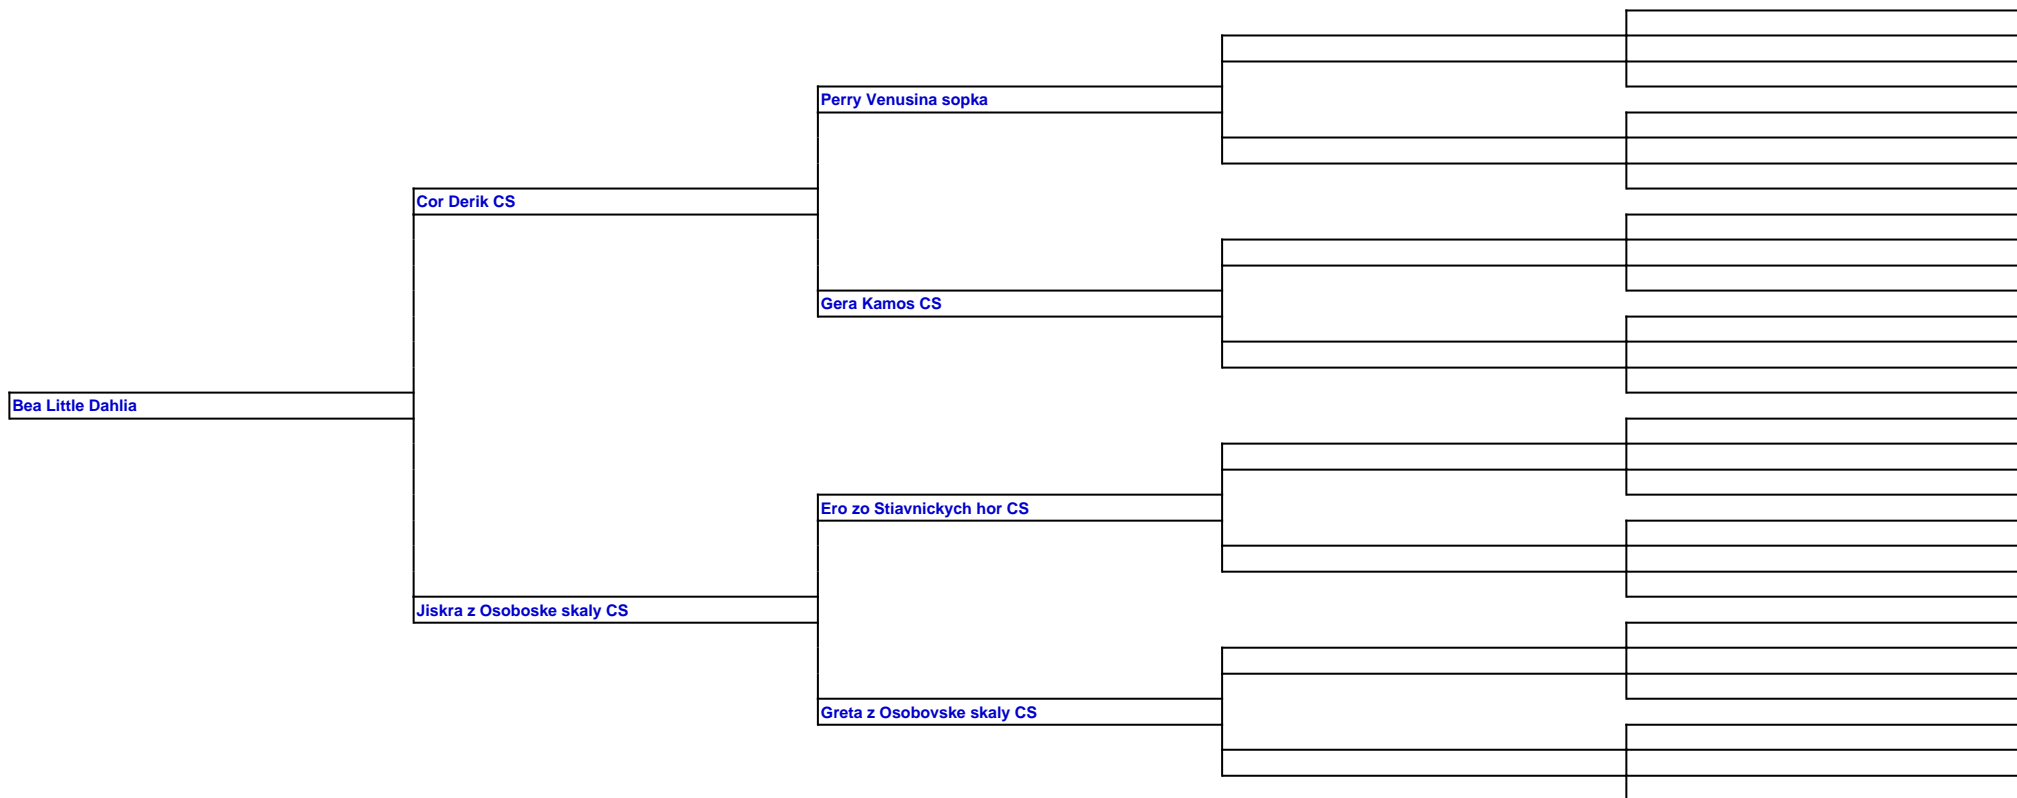 Perry Venusina sopka
Cor Derik CS
Gera Kamos CS
Bea Little Dahlia
Ero zo Stiavnickych hor CS
Jiskra z Osoboske skaly CS
Greta z Osobovske skaly CS